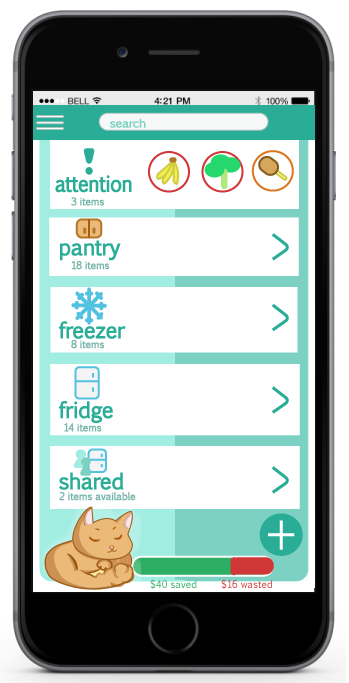 BELL 4:21 PM 100%
search
attention
3 items
pantry
18 items
freezer
8 items
fridge
14 items
shared
2 items available
$40 saved $16 wasted